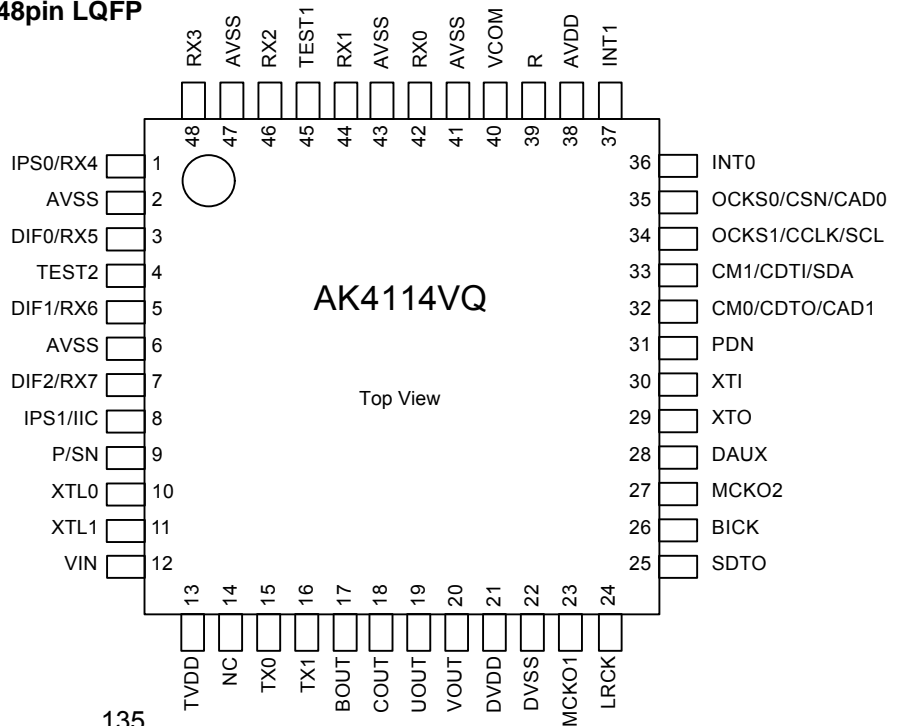 48pin LQFP
RX3 AVSS RX2 TEST1 RX1 AVSS RX0 AVSS VCOM R AVDD INT1
48 47 46 45 44 43 42 41 40 39 38 37
IPS0/RX4 1 36 INT0
AVSS 2 35 OCKS0/CSN/CAD0
DIF0/RX5 3 34 OCKS1/CCLK/SCL
TEST2 4 33 CM1/CDTI/SDA
DIF1/RX6 5 32 CM0/CDTO/CAD1
AK4114VQ
AVSS 6 31 PDN
DIF2/RX7 7 30 XTI
Top View
IPS1/IIC 8 29 XTO
P/SN 9 28 DAUX
XTL0 10 27 MCKO2
XTL1 11 26 BICK
VIN 12 25 SDTO
13 14 15 16 17 18 19 20 21 22 23 24
TVDD NC TX0 TX1 BOUT COUT UOUT VOUT DVDD DVSS MCKO1 LRCK
135